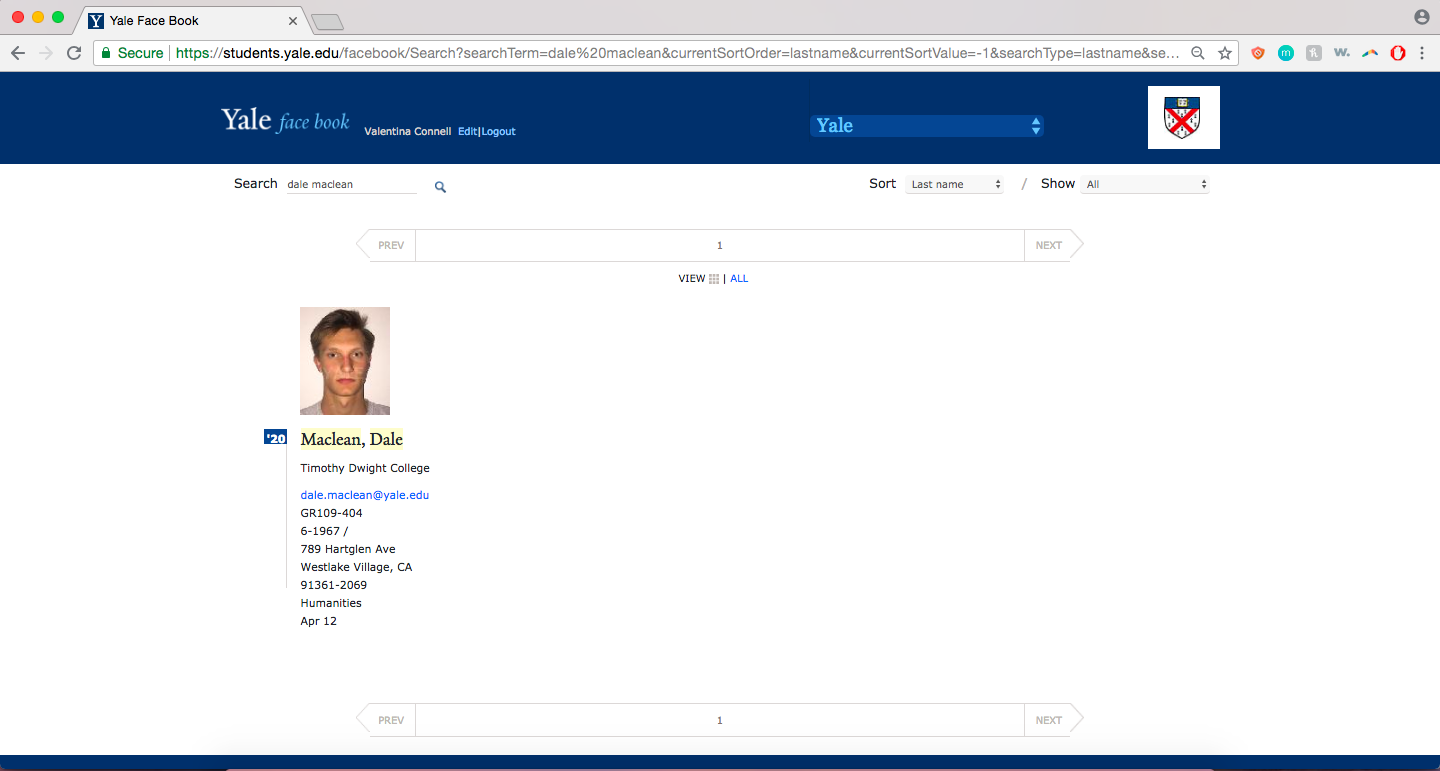 Yale Face Book
Secure https://students.yale.edu/facebook/Search?searchTerm=dale%20maclean&currentSortOrder=lastname&currentSortValue=-1&searchType=lastname&se...
Yale face book Valentina Connell Edit|Logout Yale
Search dale maclean Sort Last name / Show All
PREV 1 NEXT
VIEW | ALL
'20 Maclean, Dale
Timothy Dwight College
dale.maclean@yale.edu
GR109-404
6-1967 /
789 Hartglen Ave
Westlake Village, CA
91361-2069
Humanities
Apr 12
PREV 1 NEXT